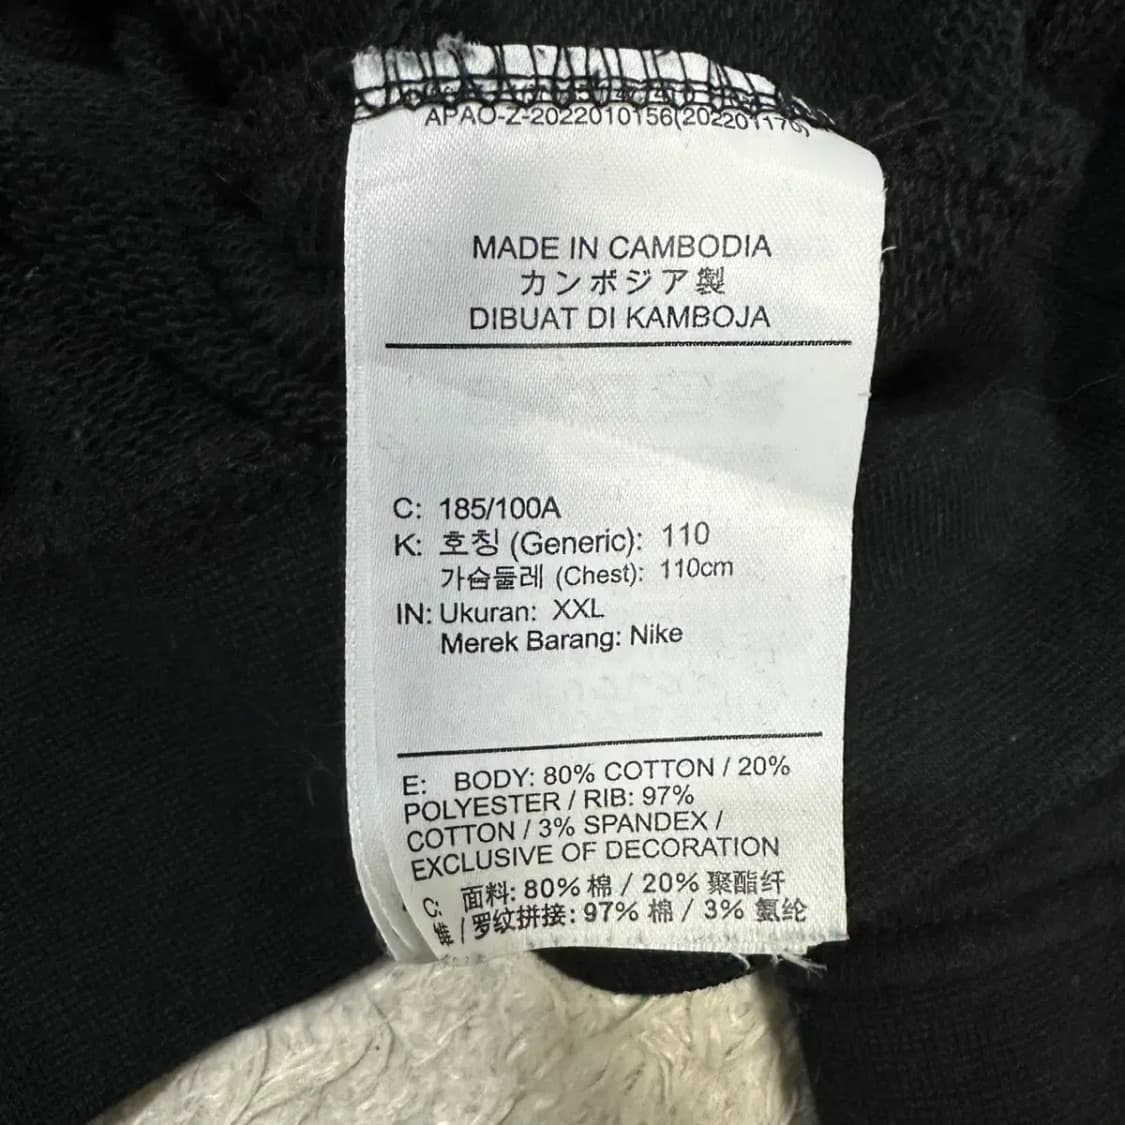 APAO-Z-2022010156(20220117
MADE IN CAMBODIA
カンボジア製
DIBUAT DI KAMBOJA
C: 185/100A
K: 호칭 (Generic): 110
가슴둘레 (Chest): 110cm
IN: Ukuran: XXL
Merek Barang: Nike
E: BODY: 80% COTTON / 20%
POLYESTER / RIB: 97%
COTTON / 3% SPANDEX /
EXCLUSIVE OF DECORATION
C: 面料: 80% 棉 / 20% 聚酯纤
/ 罗纹拼接: 97% 棉 / 3% 氨纶